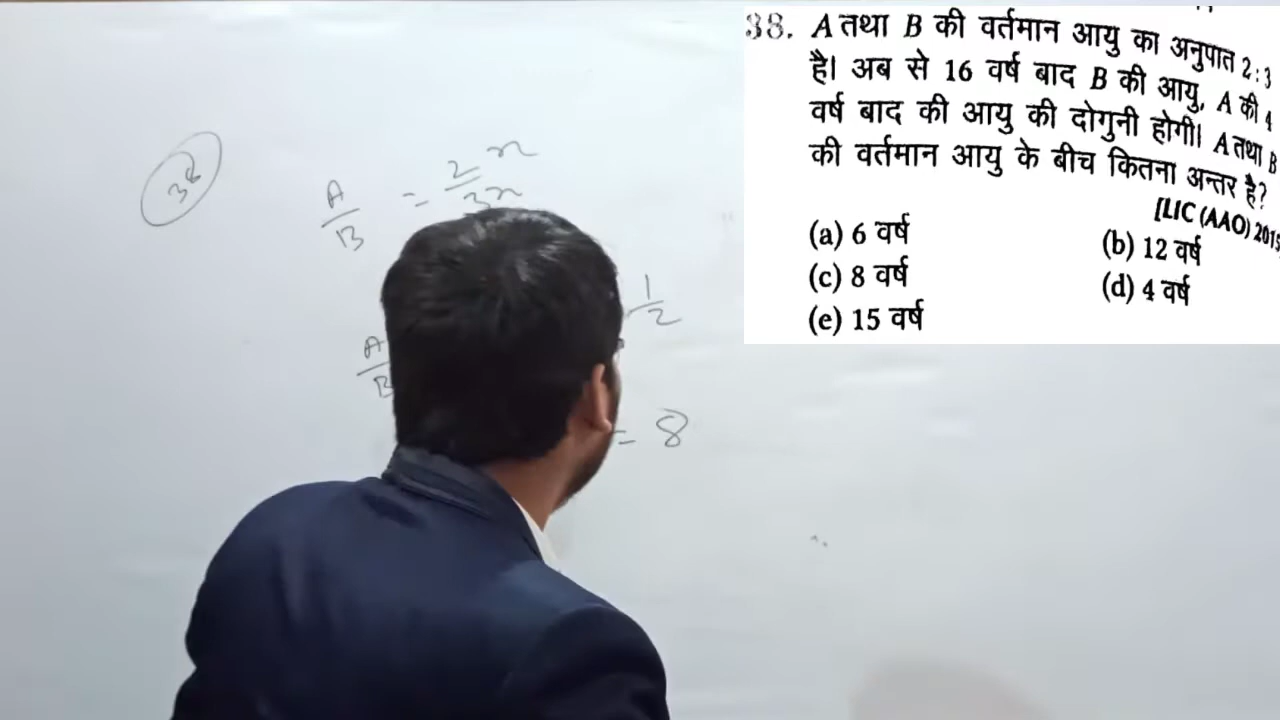 38. A तथा B की वर्तमान आयु का अनुपात 2 : 3
है। अब से 16 वर्ष बाद B की आयु, A की 4
वर्ष बाद की आयु की दोगुनी होगी। A तथा B
की वर्तमान आयु के बीच कितना अन्तर है?
[LIC (AAO) 2015
(a) 6 वर्ष (b) 12 वर्ष
(c) 8 वर्ष (d) 4 वर्ष
(e) 15 वर्ष
38
A/B = 2x/3x
A/B 1/2
= 8